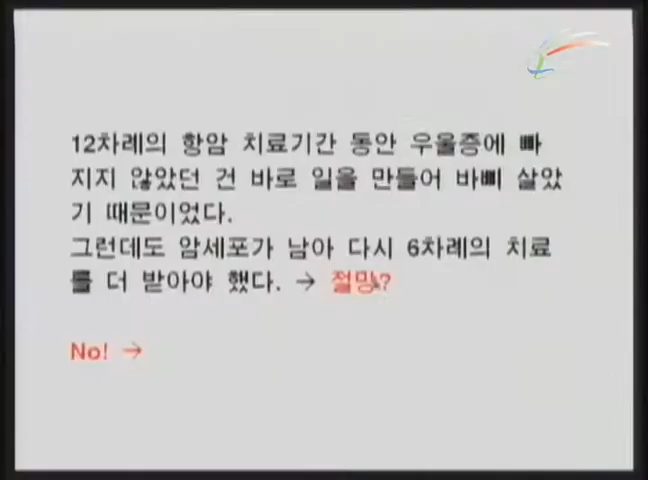 12차례의 항암 치료기간 동안 우울증에 빠
지지 않았던 건 바로 일을 만들어 바삐 살았
기 때문이었다.
그런데도 암세포가 남아 다시 6차례의 치료
를 더 받아야 했다. → 절망?
No! →